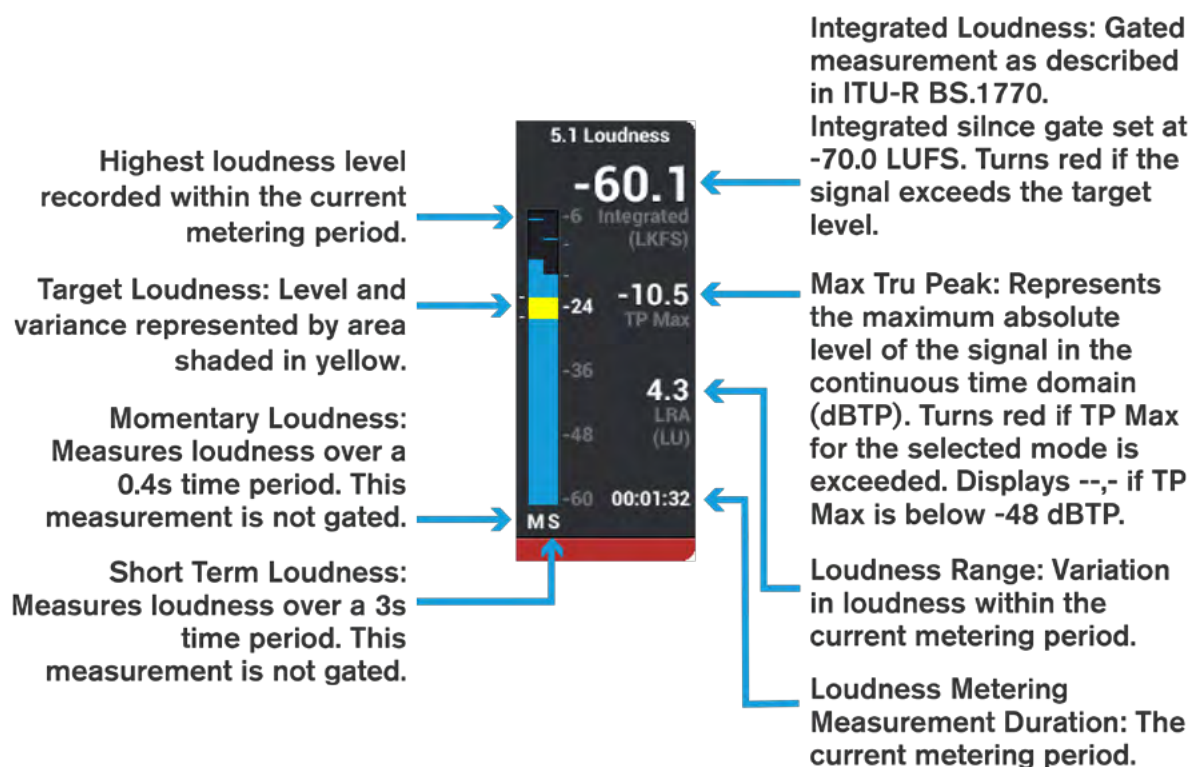 Highest loudness level
recorded within the current
metering period.
Target Loudness: Level and
variance represented by area
shaded in yellow.
Momentary Loudness:
Measures loudness over a
0.4s time period. This
measurement is not gated.
Short Term Loudness:
Measures loudness over a 3s
time period. This
measurement is not gated.
5.1 Loudness
-60.1
-6 Integrated
(LKFS)
-
-
-24
-10.5
TP Max
-36
4.3
LRA
(LU)
-48
-60 00:01:32
M S
Integrated Loudness: Gated
measurement as described
in ITU-R BS.1770.
Integrated silnce gate set at
-70.0 LUFS. Turns red if the
signal exceeds the target
level.
Max Tru Peak: Represents
the maximum absolute
level of the signal in the
continuous time domain
(dBTP). Turns red if TP Max
for the selected mode is
exceeded. Displays --,- if TP
Max is below -48 dBTP.
Loudness Range: Variation
in loudness within the
current metering period.
Loudness Metering
Measurement Duration: The
current metering period.